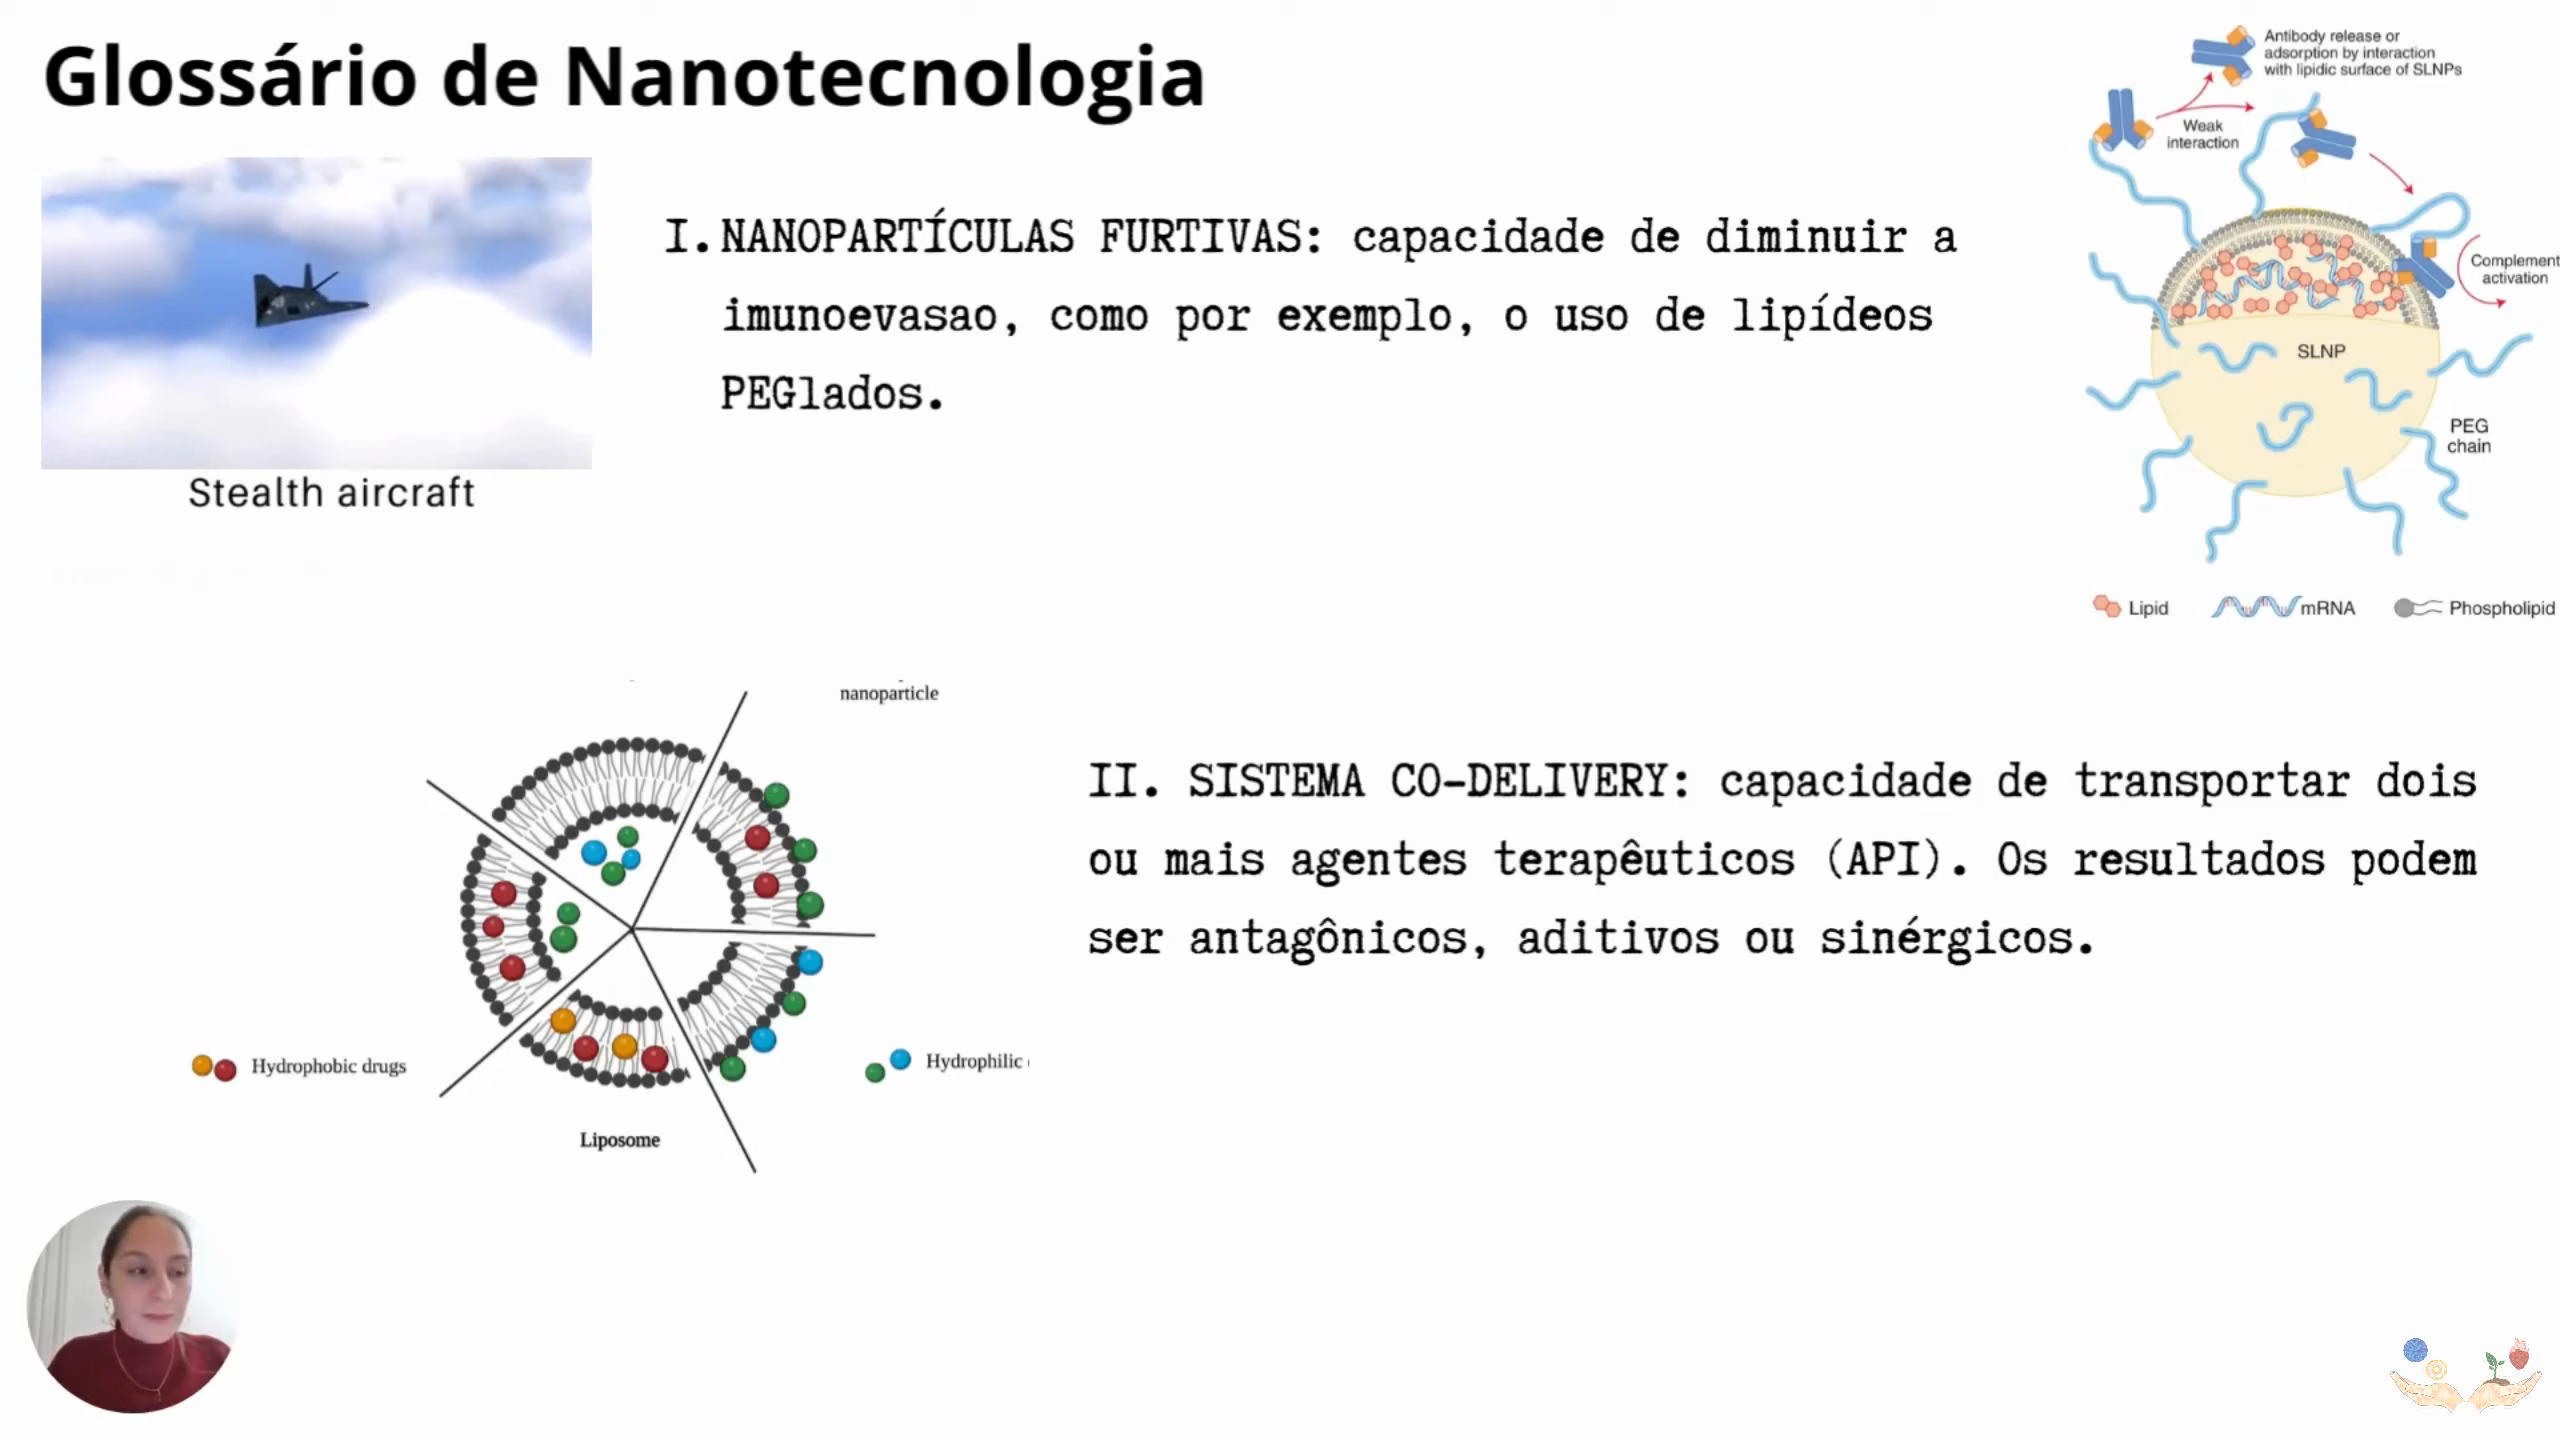 Glossário de Nanotecnologia
Stealth aircraft
I. NANOPARTÍCULAS FURTIVAS: capacidade de diminuir a
imunoevasao, como por exemplo, o uso de lipídeos
PEGlados.
Antibody release or
adsorption by interaction
with lipidic surface of SLNPs
Weak
interaction
Complement
activation
SLNP
PEG
chain
Lipid
mRNA
Phospholipid
nanoparticle
Hydrophobic drugs
Hydrophilic
Liposome
II. SISTEMA CO-DELIVERY: capacidade de transportar dois
ou mais agentes terapêuticos (API). Os resultados podem
ser antagônicos, aditivos ou sinérgicos.